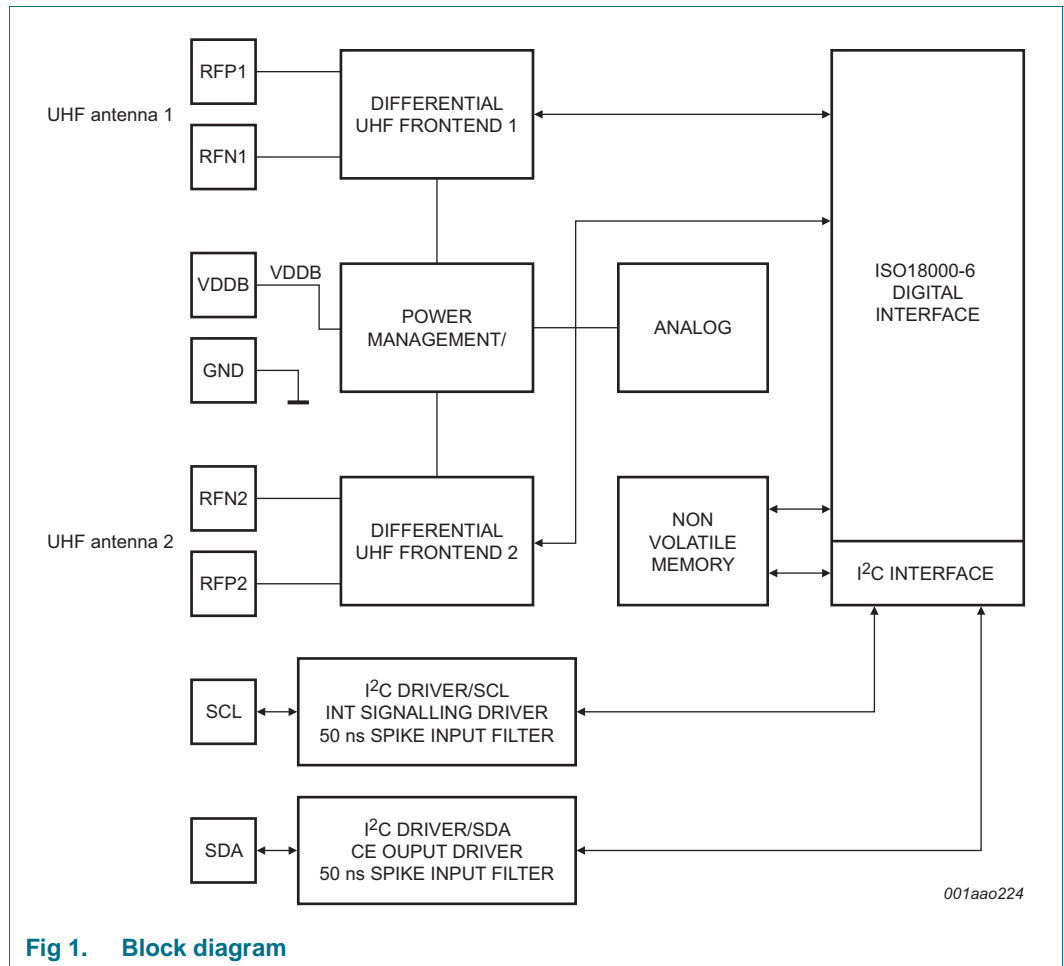 RFP1
UHF antenna 1
RFN1
DIFFERENTIAL
UHF FRONTEND 1
VDDB
VDDB
GND
POWER
MANAGEMENT/
ANALOG
ISO18000-6
DIGITAL
INTERFACE
RFN2
UHF antenna 2
RFP2
DIFFERENTIAL
UHF FRONTEND 2
NON
VOLATILE
MEMORY
I²C INTERFACE
SCL
I²C DRIVER/SCL
INT SIGNALLING DRIVER
50 ns SPIKE INPUT FILTER
SDA
I²C DRIVER/SDA
CE OUPUT DRIVER
50 ns SPIKE INPUT FILTER
001aao224
Fig 1. Block diagram